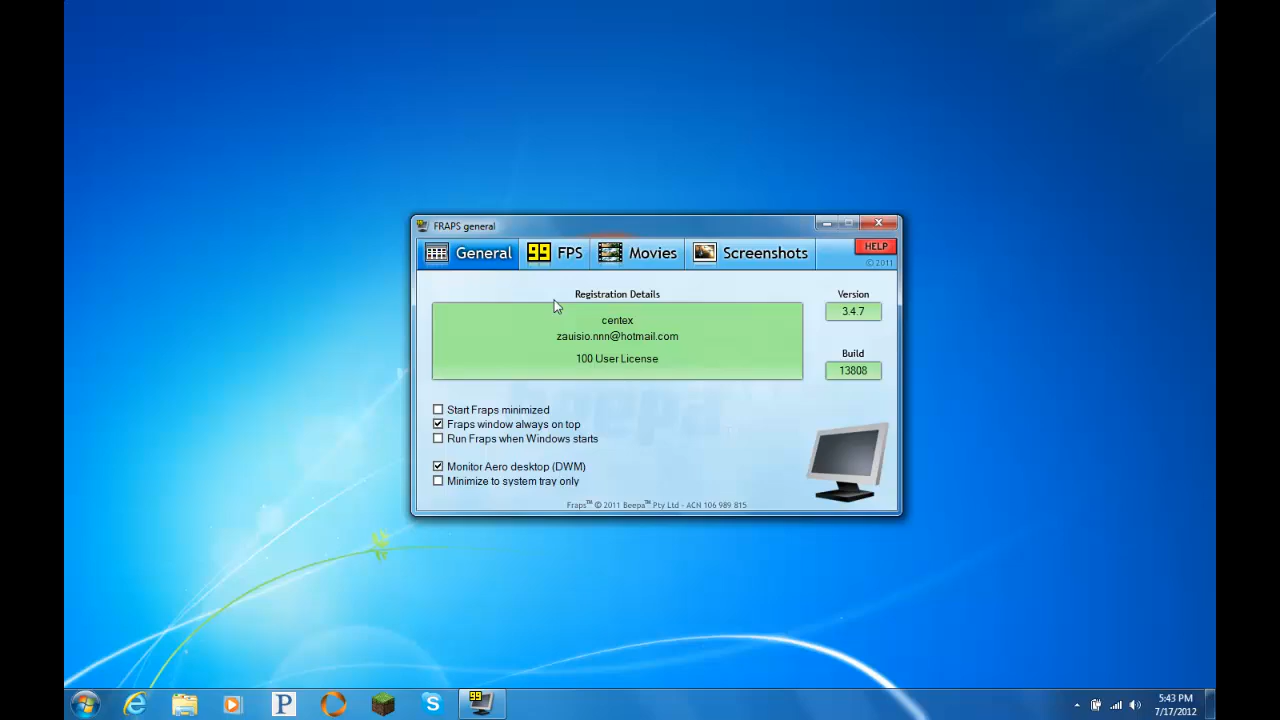 FRAPS general
General
99 FPS
Movies
Screenshots
HELP
© 2011
Registration Details
centex
zauisio.nnn@hotmail.com
100 User License
Version
3.4.7
Build
13808
Start Fraps minimized
Fraps window always on top
Run Fraps when Windows starts
Monitor Aero desktop (DWM)
Minimize to system tray only
beepa
Fraps™ © 2011 Beepa™ Pty Ltd - ACN 106 989 815
P
S
99
5:43 PM
7/17/2012